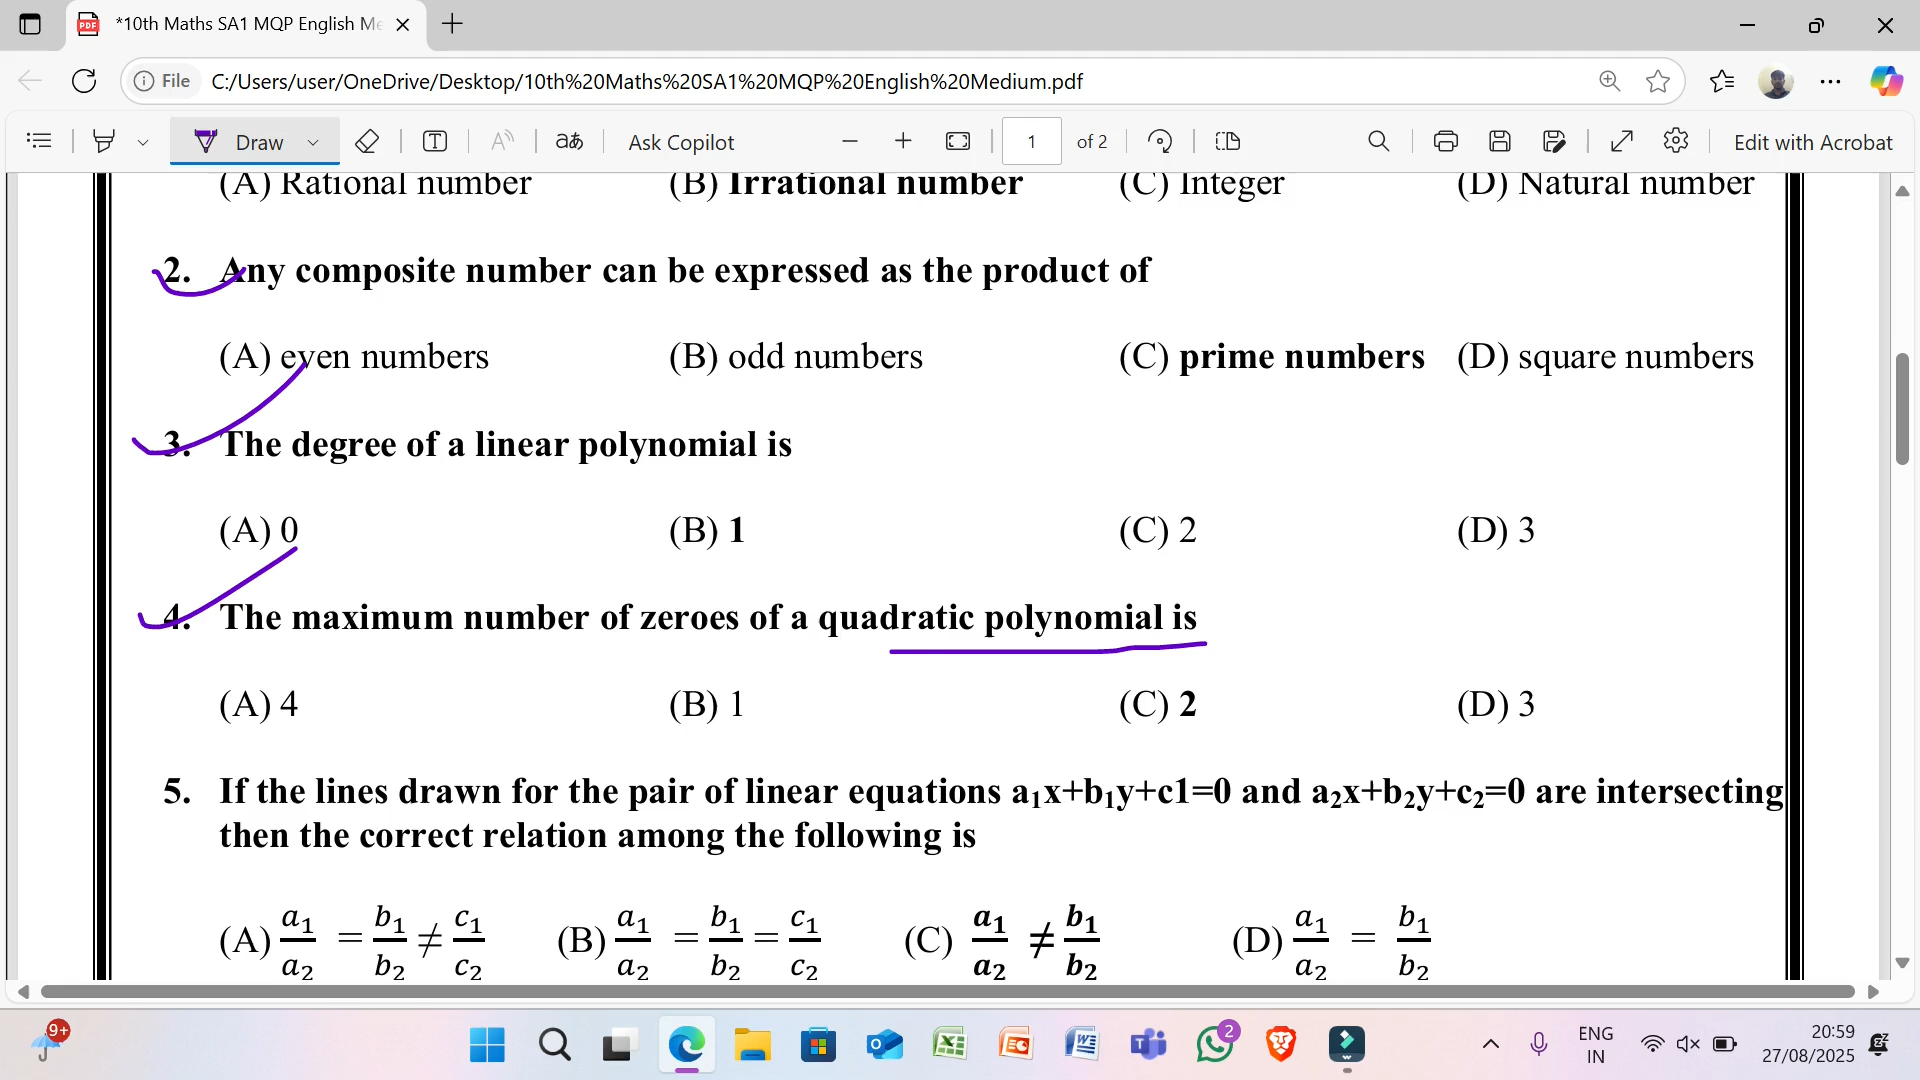 *10th Maths SA1 MQP English Me
File C:/Users/user/OneDrive/Desktop/10th%20Maths%20SA1%20MQP%20English%20Medium.pdf
Draw Ask Copilot 1 of 2 Edit with Acrobat
(A) Rational number (B) Irrational number (C) Integer (D) Natural number
2. Any composite number can be expressed as the product of
(A) even numbers (B) odd numbers (C) prime numbers (D) square numbers
3. The degree of a linear polynomial is
(A) 0 (B) 1 (C) 2 (D) 3
4. The maximum number of zeroes of a quadratic polynomial is
(A) 4 (B) 1 (C) 2 (D) 3
5. If the lines drawn for the pair of linear equations a₁x+b₁y+c1=0 and a₂x+b₂y+c₂=0 are intersecting
then the correct relation among the following is
(A) a₁/a₂ = b₁/b₂ ≠ c₁/c₂ (B) a₁/a₂ = b₁/b₂ = c₁/c₂ (C) a₁/a₂ ≠ b₁/b₂ (D) a₁/a₂ = b₁/b₂
9+ 2 ENG 20:59
IN 27/08/2025